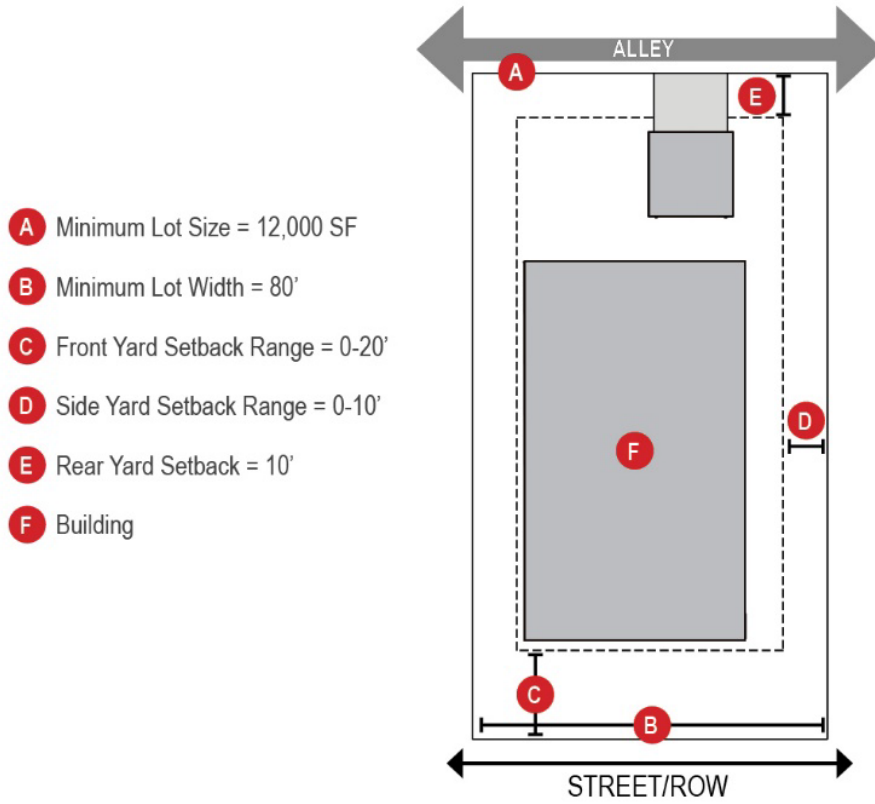 ALLEY
A
E
A Minimum Lot Size = 12,000 SF
B Minimum Lot Width = 80’
C Front Yard Setback Range = 0-20’
D Side Yard Setback Range = 0-10’
E Rear Yard Setback = 10’
F Building
D
F
C
B
STREET/ROW